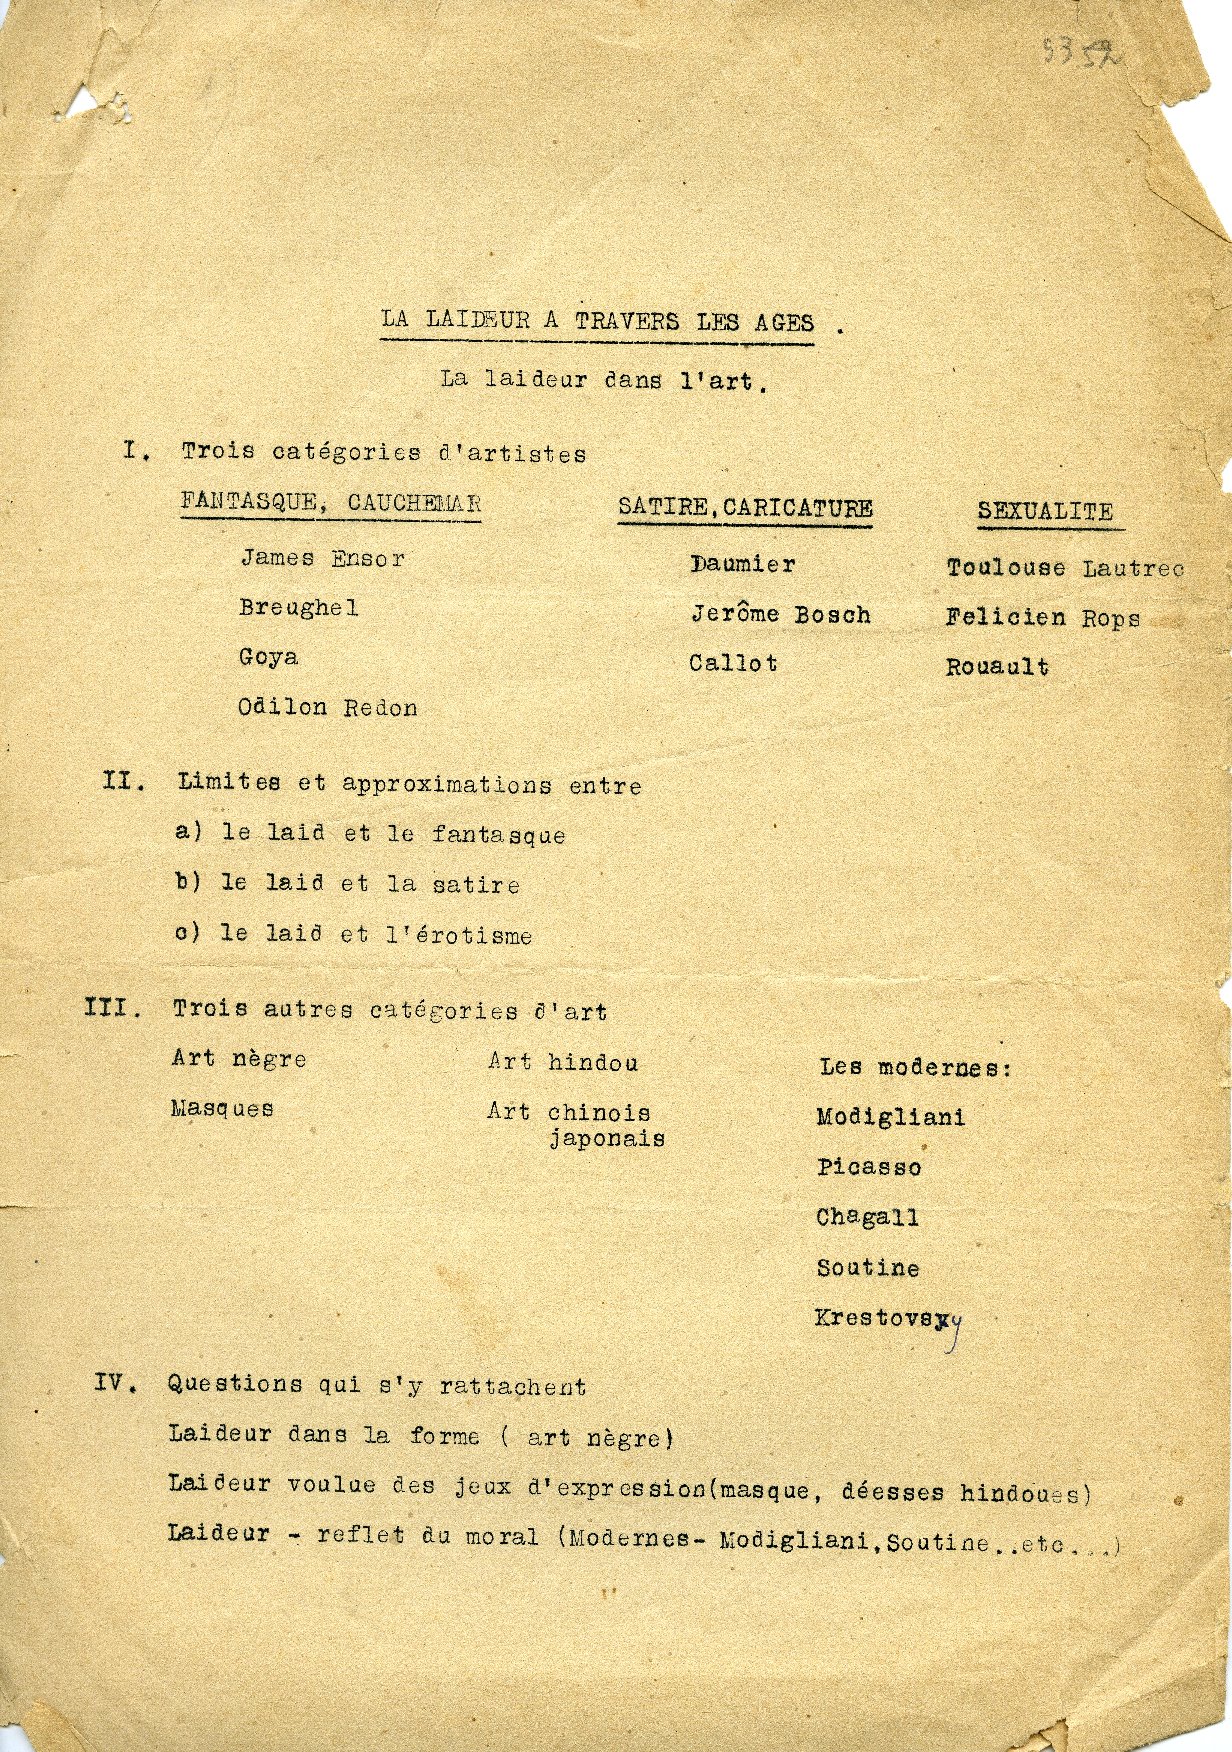 9352
LA LAIDEUR A TRAVERS LES AGES .
La laideur dans l'art.
I. Trois catégories d'artistes
FANTASQUE, CAUCHEMAR SATIRE,CARICATURE SEXUALITE
James Ensor Daumier Toulouse Lautrec
Breughel Jerôme Bosch Felicien Rops
Goya Callot Rouault
Odilon Redon
II. Limites et approximations entre
a) le laid et le fantasque
b) le laid et la satire
c) le laid et l'érotisme
III. Trois autres catégories d'art
Art nègre Art hindou Les modernes:
Masques Art chinois Modigliani
japonais
Picasso
Chagall
Soutine
Krestovsky
IV. Questions qui s'y rattachent
Laideur dans la forme ( art nègre)
Laideur voulue des jeux d'expression(masque, déesses hindoues)
Laideur - reflet du moral (Modernes- Modigliani,Soutine..etc...)